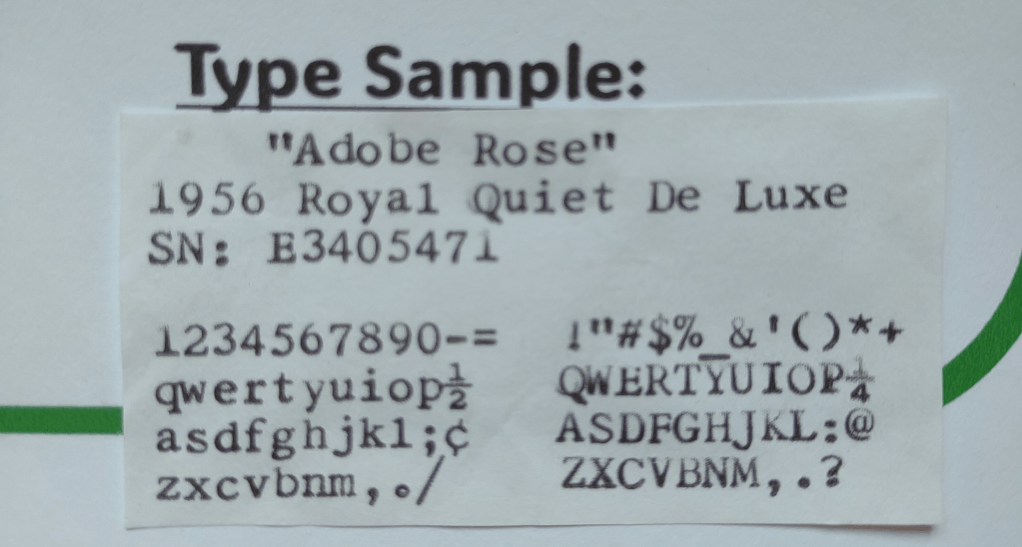 Type Sample:
"Adobe Rose"
1956 Royal Quiet De Luxe
SN: E3405471
1234567890-= !"#$%_&'()*+
qwertyuiop½ QWERTYUIOP¼
asdfghjkl;¢ ASDFGHJKL:@
zxcvbnm,./ ZXCVBNM,.?